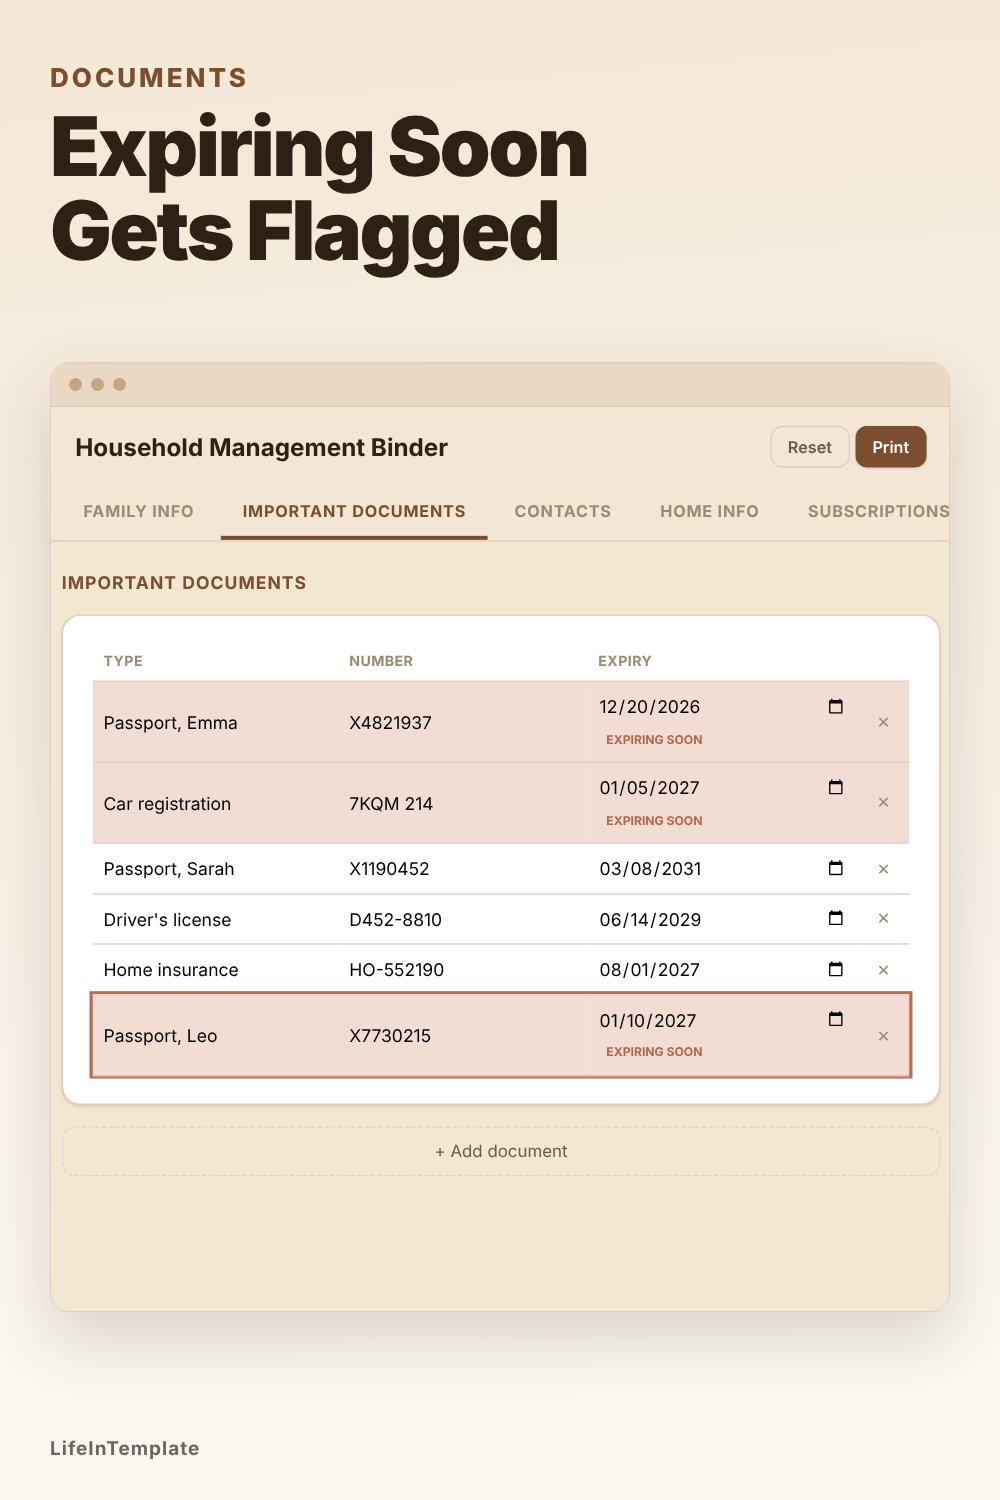 DOCUMENTS
Expiring Soon
Gets Flagged
Household Management Binder
Reset
Print
FAMILY INFO
IMPORTANT DOCUMENTS
CONTACTS
HOME INFO
SUBSCRIPTIONS
IMPORTANT DOCUMENTS
TYPE NUMBER EXPIRY
Passport, Emma X4821937 12/20/2026 ×
EXPIRING SOON
Car registration 7KQM 214 01/05/2027 ×
EXPIRING SOON
Passport, Sarah X1190452 03/08/2031 ×
Driver's license D452-8810 06/14/2029 ×
Home insurance HO-552190 08/01/2027 ×
Passport, Leo X7730215 01/10/2027 ×
EXPIRING SOON
+ Add document
LifeInTemplate